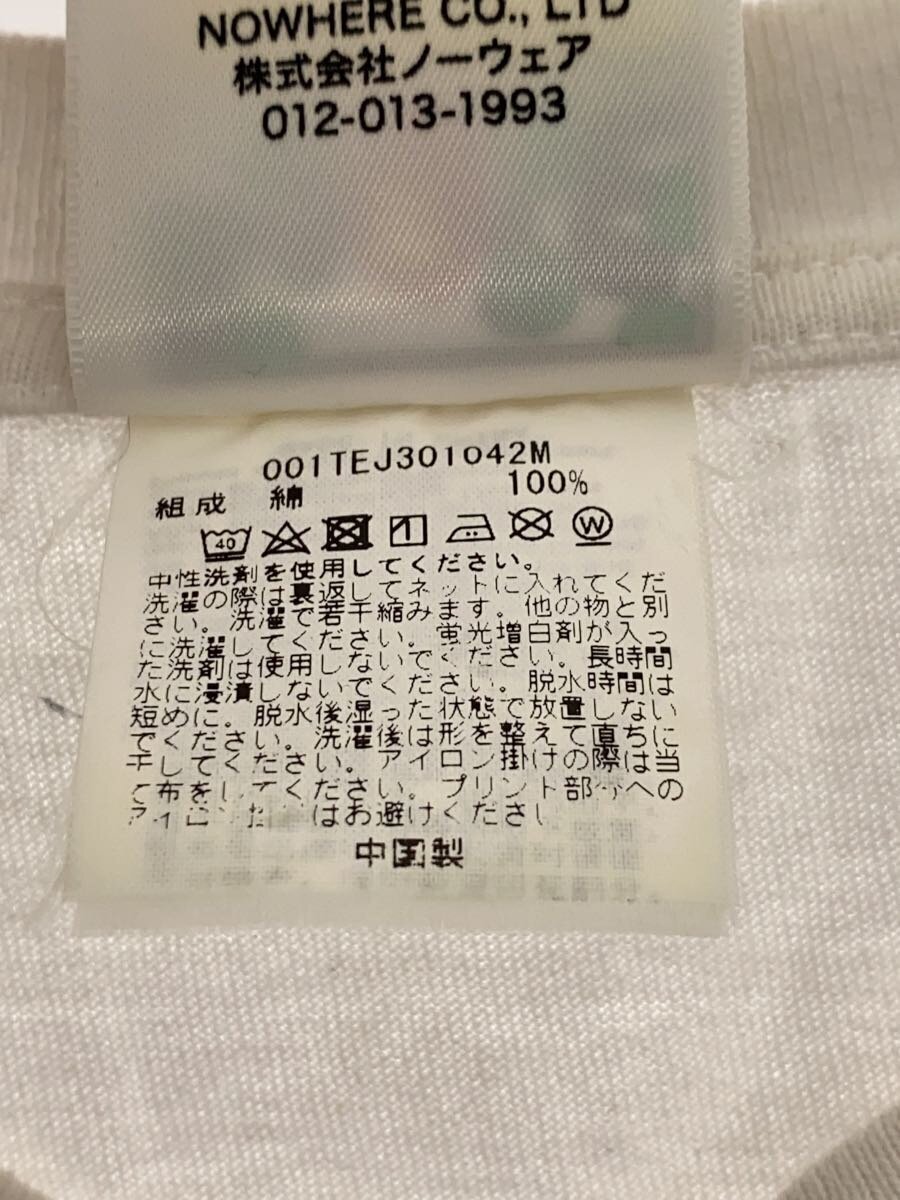 NOWHERE CO., LTD
株式会社ノーウェア
012-013-1993
001TEJ301042M
組成 綿 100%
40 W
中性洗剤を使用してください。
洗濯の際は裏返してネットに入れてくだ
さい。洗濯で若干縮みます。他の物と別
に洗濯してください。蛍光増白剤が入っ
た洗剤は使用しないでください。長時間
水に浸漬しないでください。脱水時間は
短めに。脱水後湿った状態で放置しない
でください。洗濯後は形を整えて直ちに
干してください。アイロン掛けの際は当
て布をしてください。プリント部分への
はお避けくださ
中国製